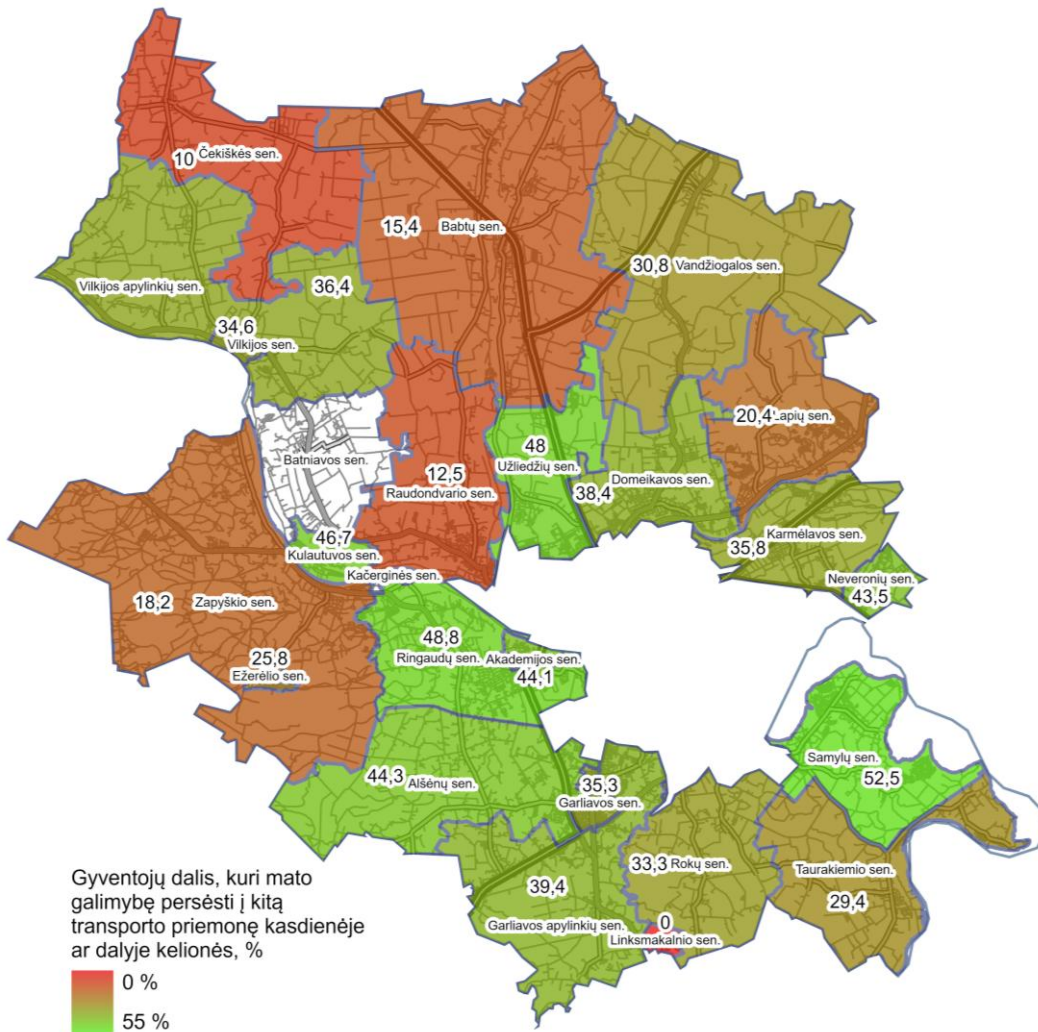 10 Čekiškės sen.
15,4 Babtų sen.
30,8 Vandžiogalos sen.
Vilkijos apylinkių sen.
36,4
34,6
Vilkijos sen.
20,4 Lapių sen.
48
Užliedžių sen.
Batniavos sen.
12,5
Raudondvario sen.
Domeikavos sen.
38,4
Karmėlavos sen.
35,8
46,7
Kulautuvos sen.
Kačerginės sen.
Neveronių sen.
43,5
18,2 Zapyškio sen.
25,8
Ežerėlio sen.
48,8
Ringaudų sen.
Akademijos sen.
44,1
Samylų sen.
52,5
44,3 Alšėnų sen.
35,3
Garliavos sen.
33,3 Rokų sen.
Taurakiemio sen.
29,4
39,4
Garliavos apylinkių sen.
0
Linksmakalnio sen.
Gyventojų dalis, kuri mato
galimybę persėsti į kitą
transporto priemonę kasdienėje
ar dalyje kelionės, %
0 %
55 %